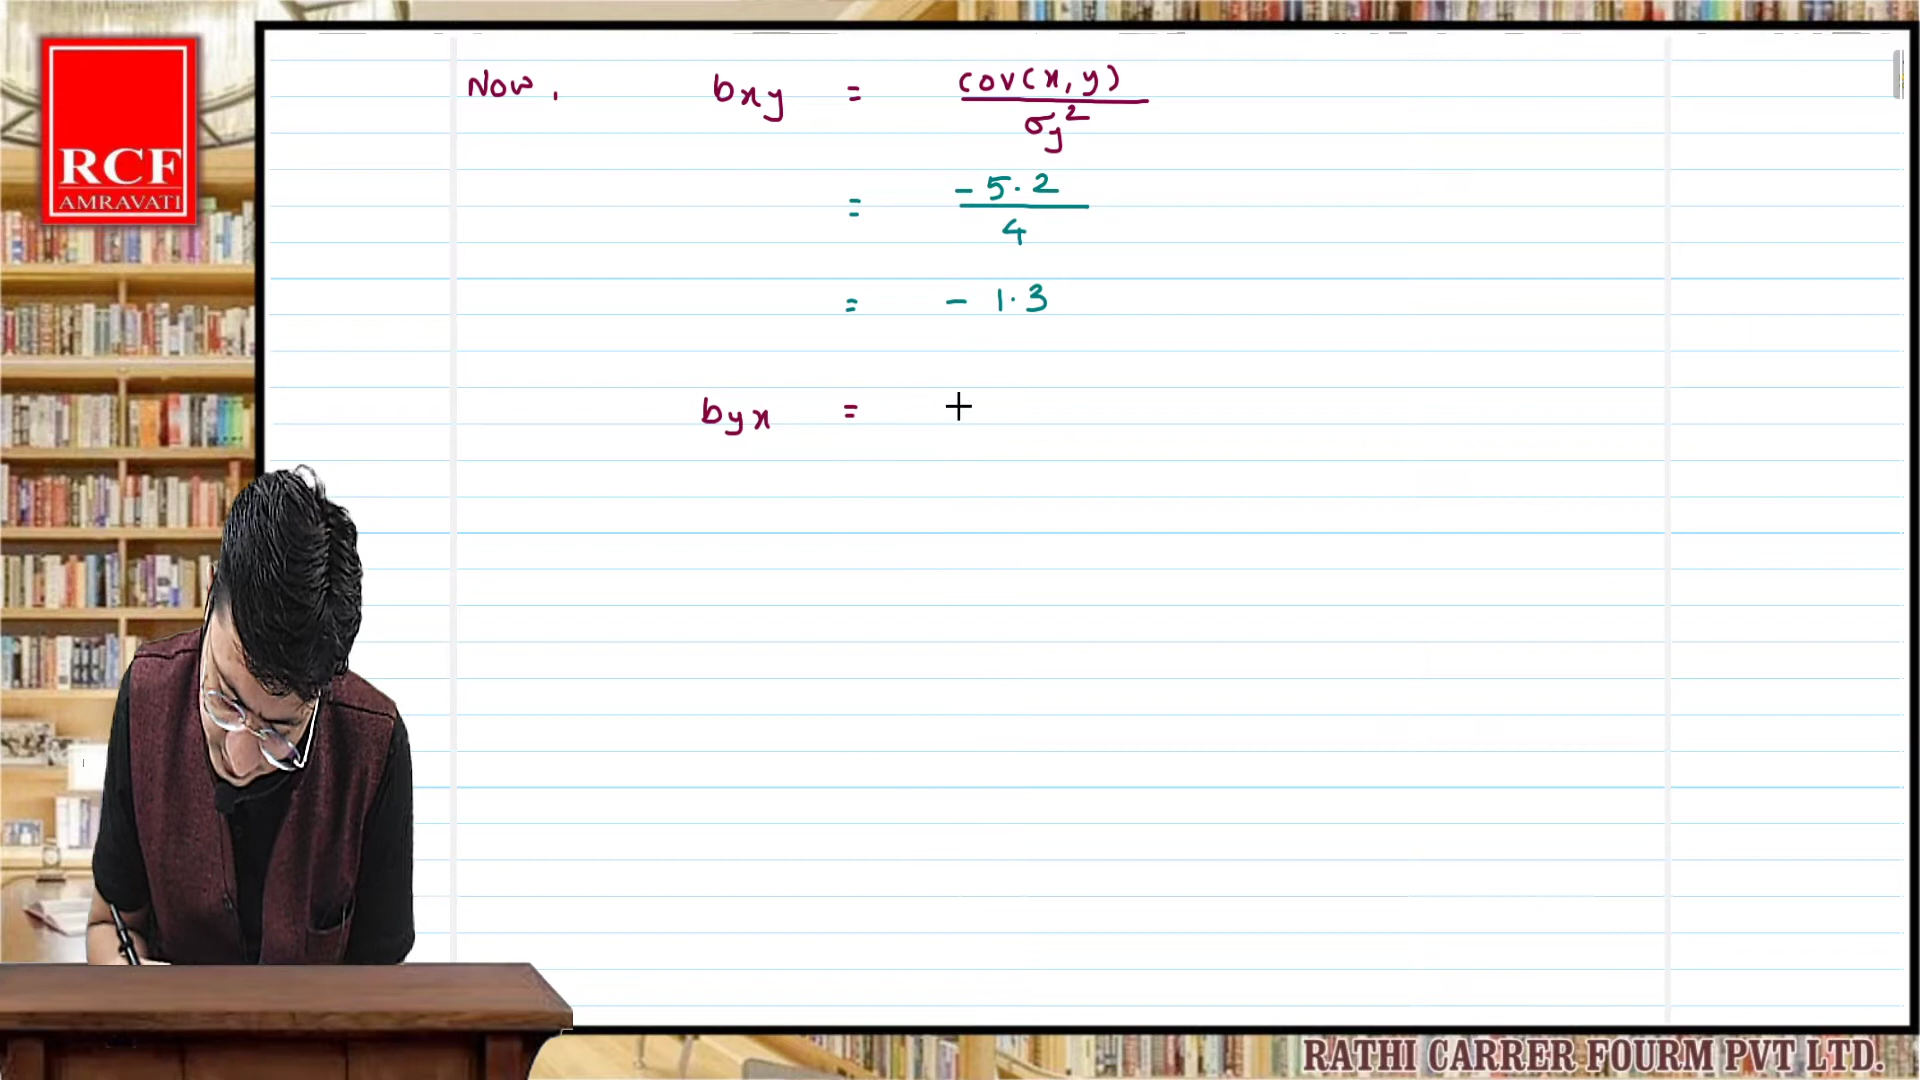 RCF
AMRAVATI
Now, bxy = cov(x, y) / σy²
= -5.2 / 4
= -1.3
byx =
RATHI CARRER FOURM PVT LTD.